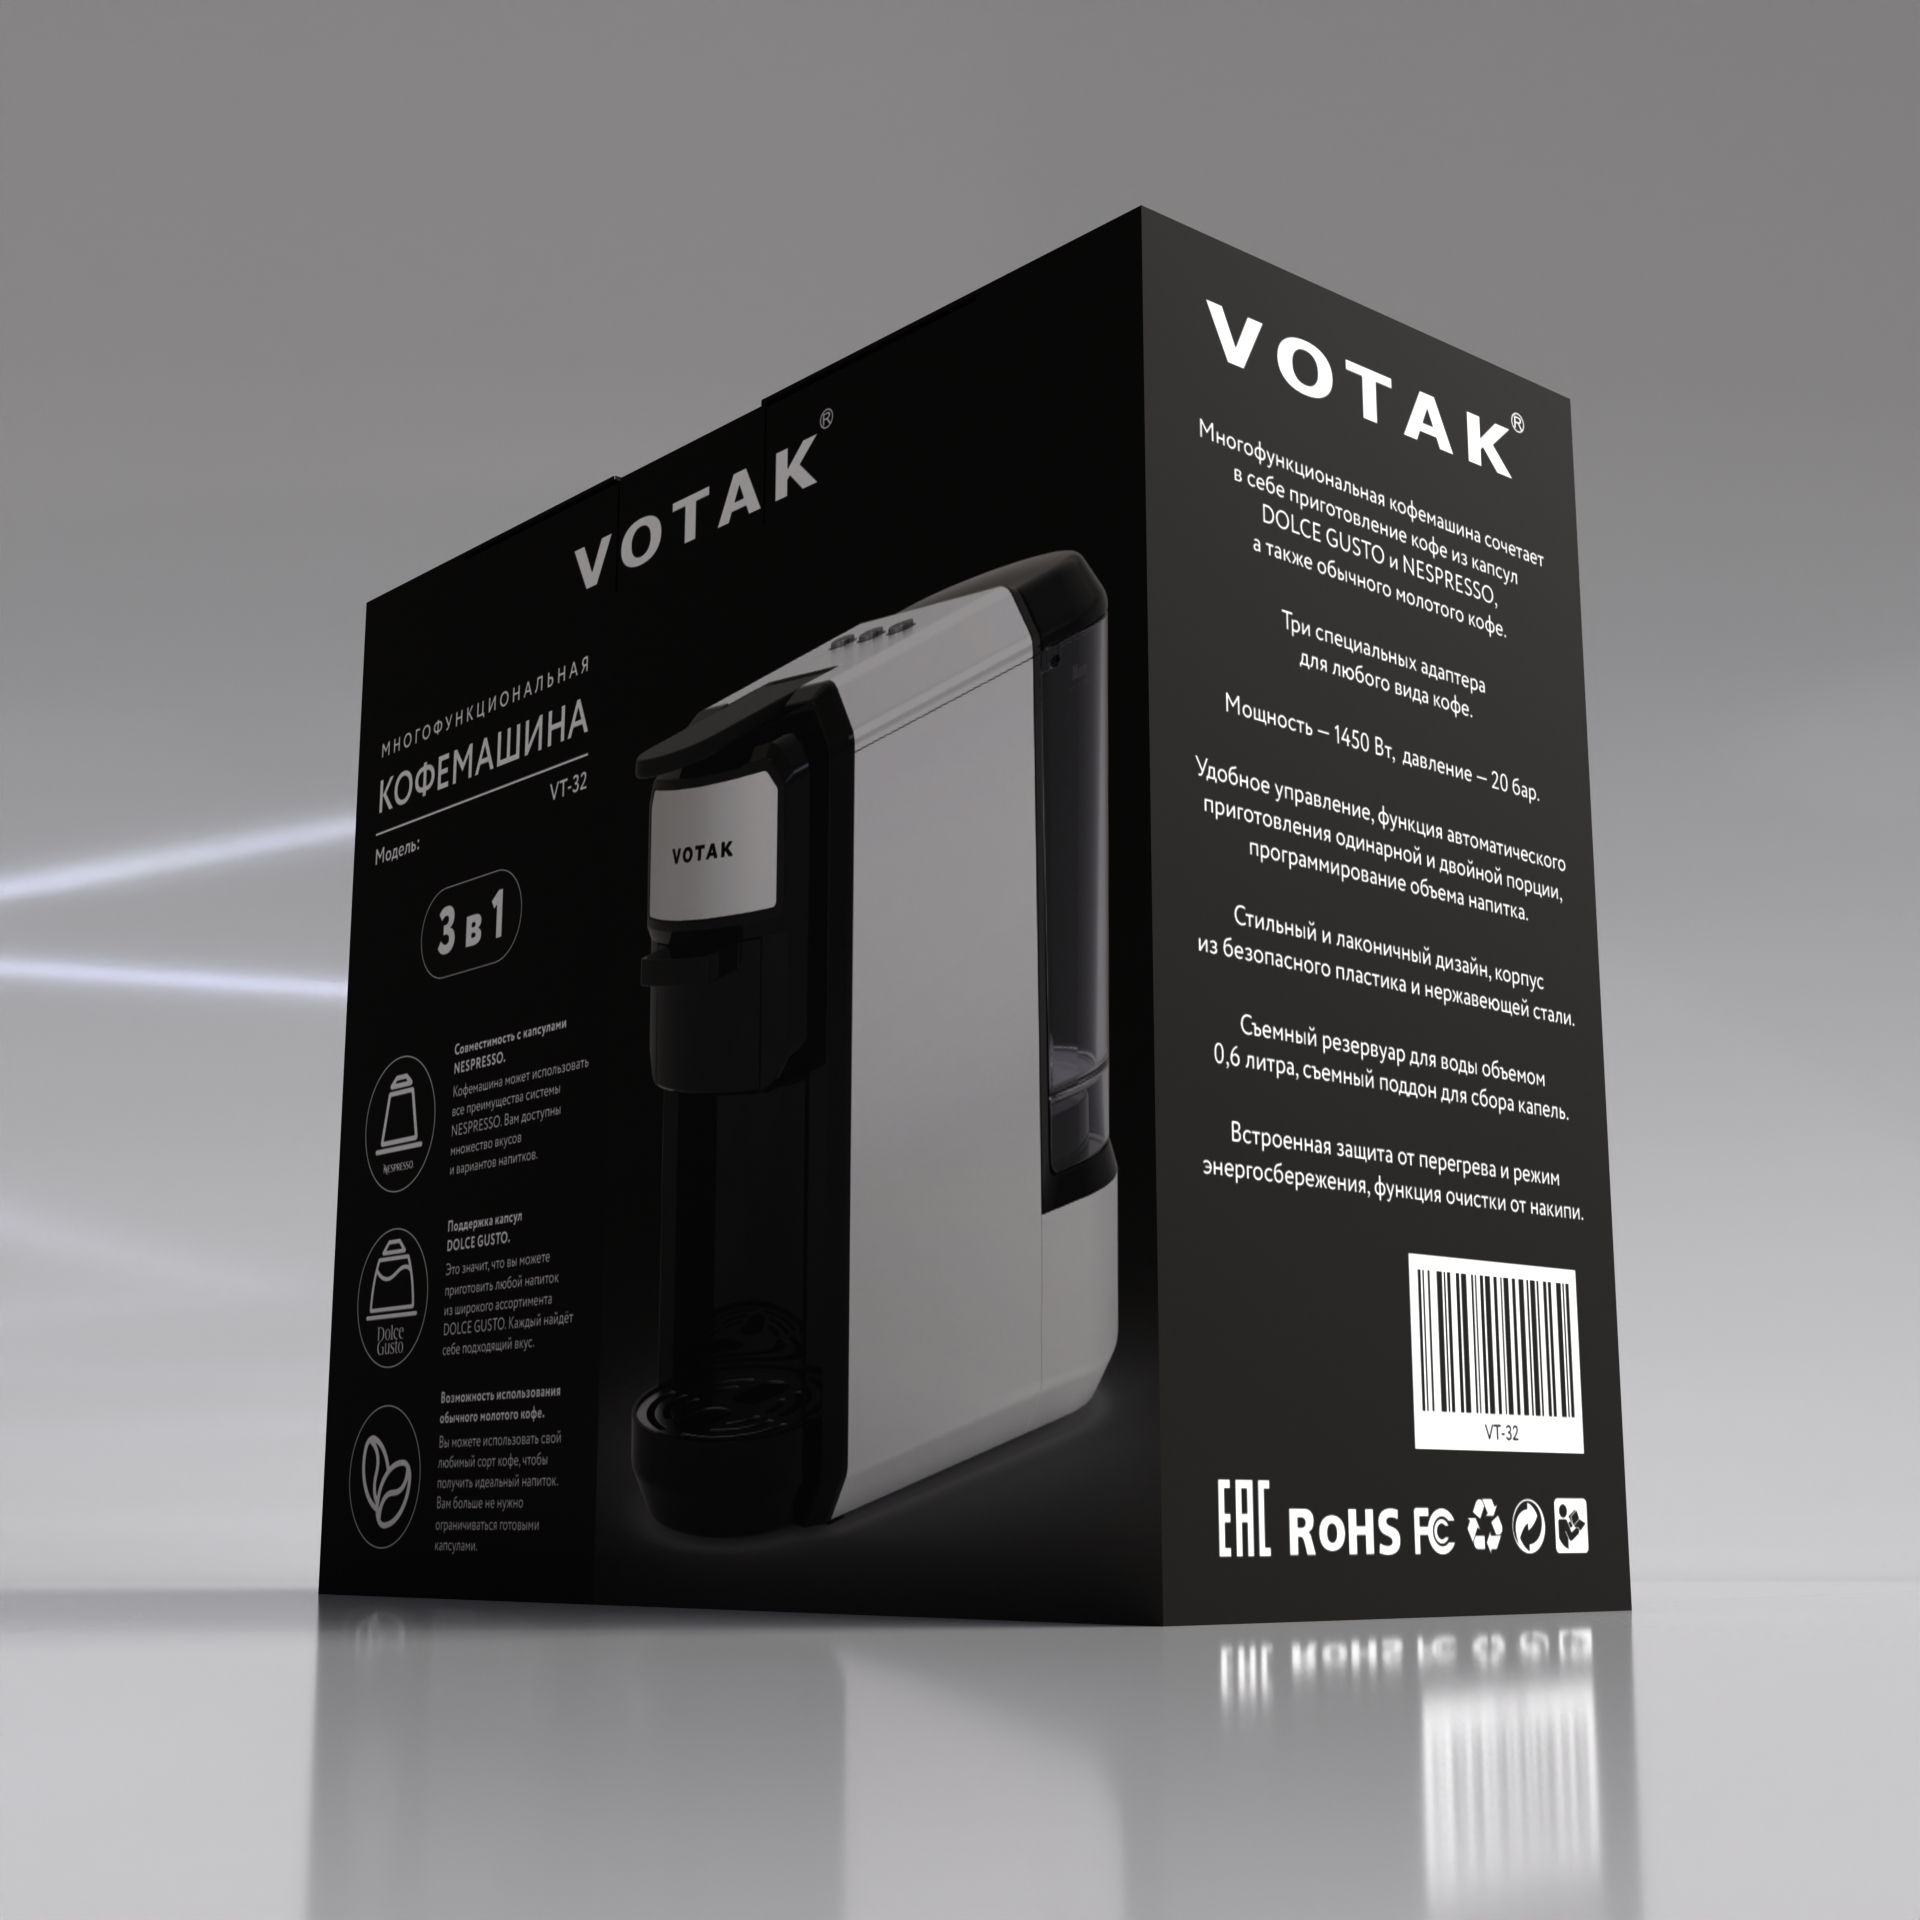 VOTAK®
МНОГОФУНКЦИОНАЛЬНАЯ
КОФЕМАШИНА
VT-32
Модель:
3 в 1
Совместимость с капсулами
NESPRESSO.
Кофемашина может использовать
все преимущества системы
NESPRESSO. Вам доступны
множество вкусов
и вариантов напитков.
NESPRESSO
Поддержка капсул
DOLCE GUSTO.
Это значит, что вы можете
приготовить любой напиток
из широкого ассортимента
DOLCE GUSTO. Каждый найдёт
себе подходящий вкус.
Dolce
Gusto
Возможность использования
обычного молотого кофе.
Вы можете использовать свой
любимый сорт кофе, чтобы
получить идеальный напиток.
Вам больше не нужно
ограничиваться готовыми
капсулами.
VOTAK
VOTAK®
Многофункциональная кофемашина сочетает
в себе приготовление кофе из капсул
DOLCE GUSTO и NESPRESSO,
а также обычного молотого кофе.
Три специальных адаптера
для любого вида кофе.
Мощность – 1450 Вт, давление – 20 бар.
Удобное управление, функция автоматического
приготовления одинарной и двойной порции,
программирование объема напитка.
Стильный и лаконичный дизайн, корпус
из безопасного пластика и нержавеющей стали.
Съемный резервуар для воды объемом
0,6 литра, съемный поддон для сбора капель.
Встроенная защита от перегрева и режим
энергосбережения, функция очистки от накипи.
VT-32
EAC RoHS FC